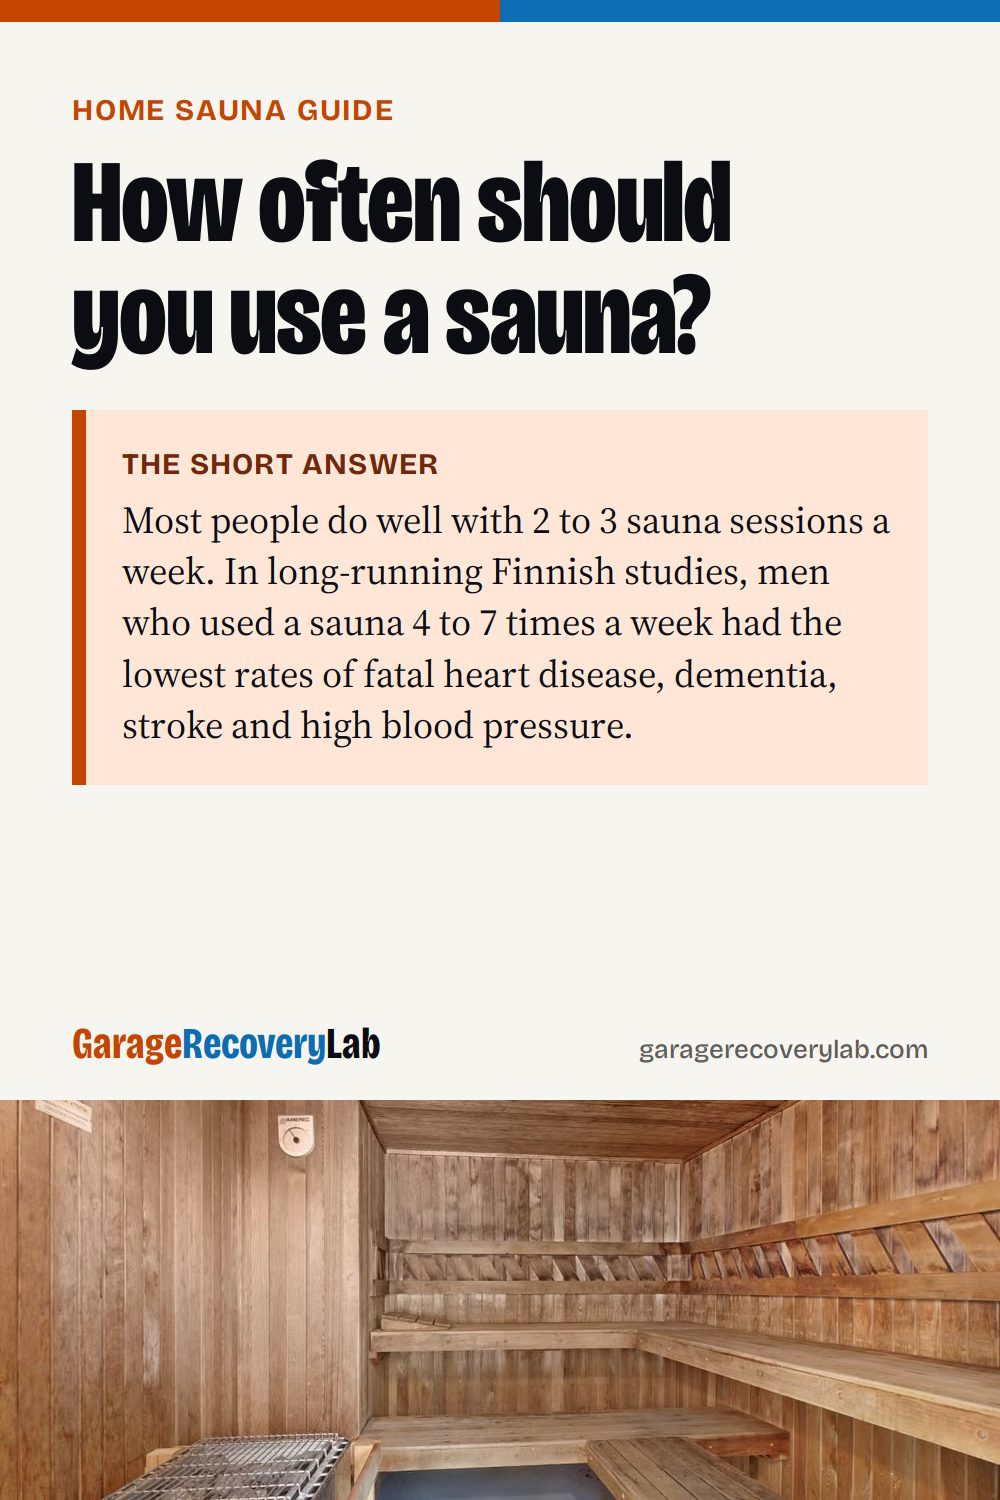 HOME SAUNA GUIDE
How often should
you use a sauna?
THE SHORT ANSWER
Most people do well with 2 to 3 sauna sessions a
week. In long-running Finnish studies, men
who used a sauna 4 to 7 times a week had the
lowest rates of fatal heart disease, dementia,
stroke and high blood pressure.
GarageRecoveryLab
garagerecoverylab.com
AMEREC